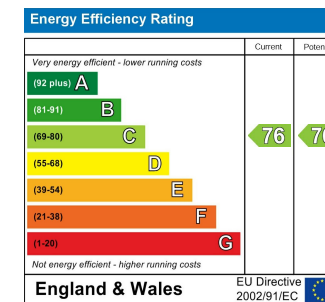 Energy Efficiency Rating
Current
Very energy efficient - lower running costs
(92 plus) A
(81-91) B
(69-80) C 76
(55-68) D
(39-54) E
(21-38) F
(1-20) G
Not energy efficient - higher running costs
England & Wales
EU Directive
2002/91/EC